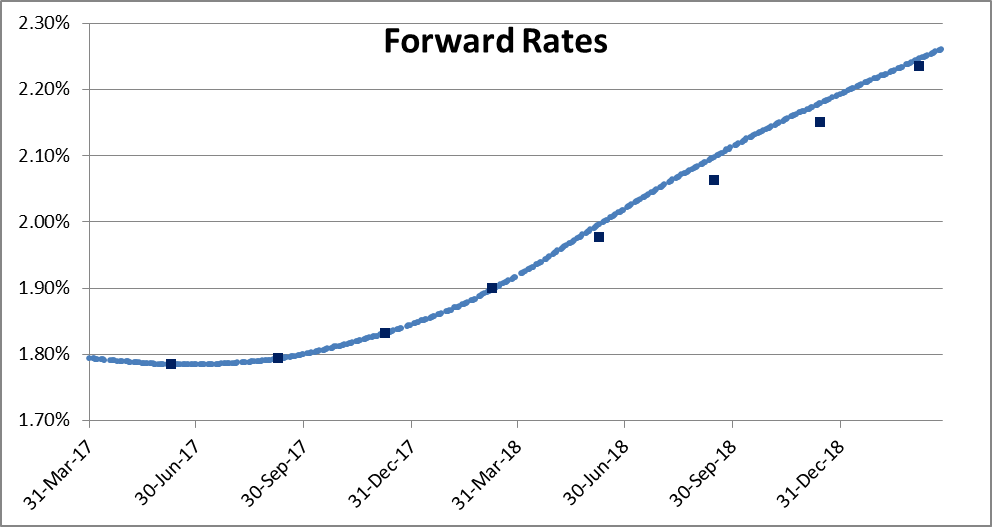 Forward Rates
2.30%
2.20%
2.10%
2.00%
1.90%
1.80%
1.70%
31-Mar-17
30-Jun-17
30-Sep-17
31-Dec-17
31-Mar-18
30-Jun-18
30-Sep-18
31-Dec-18